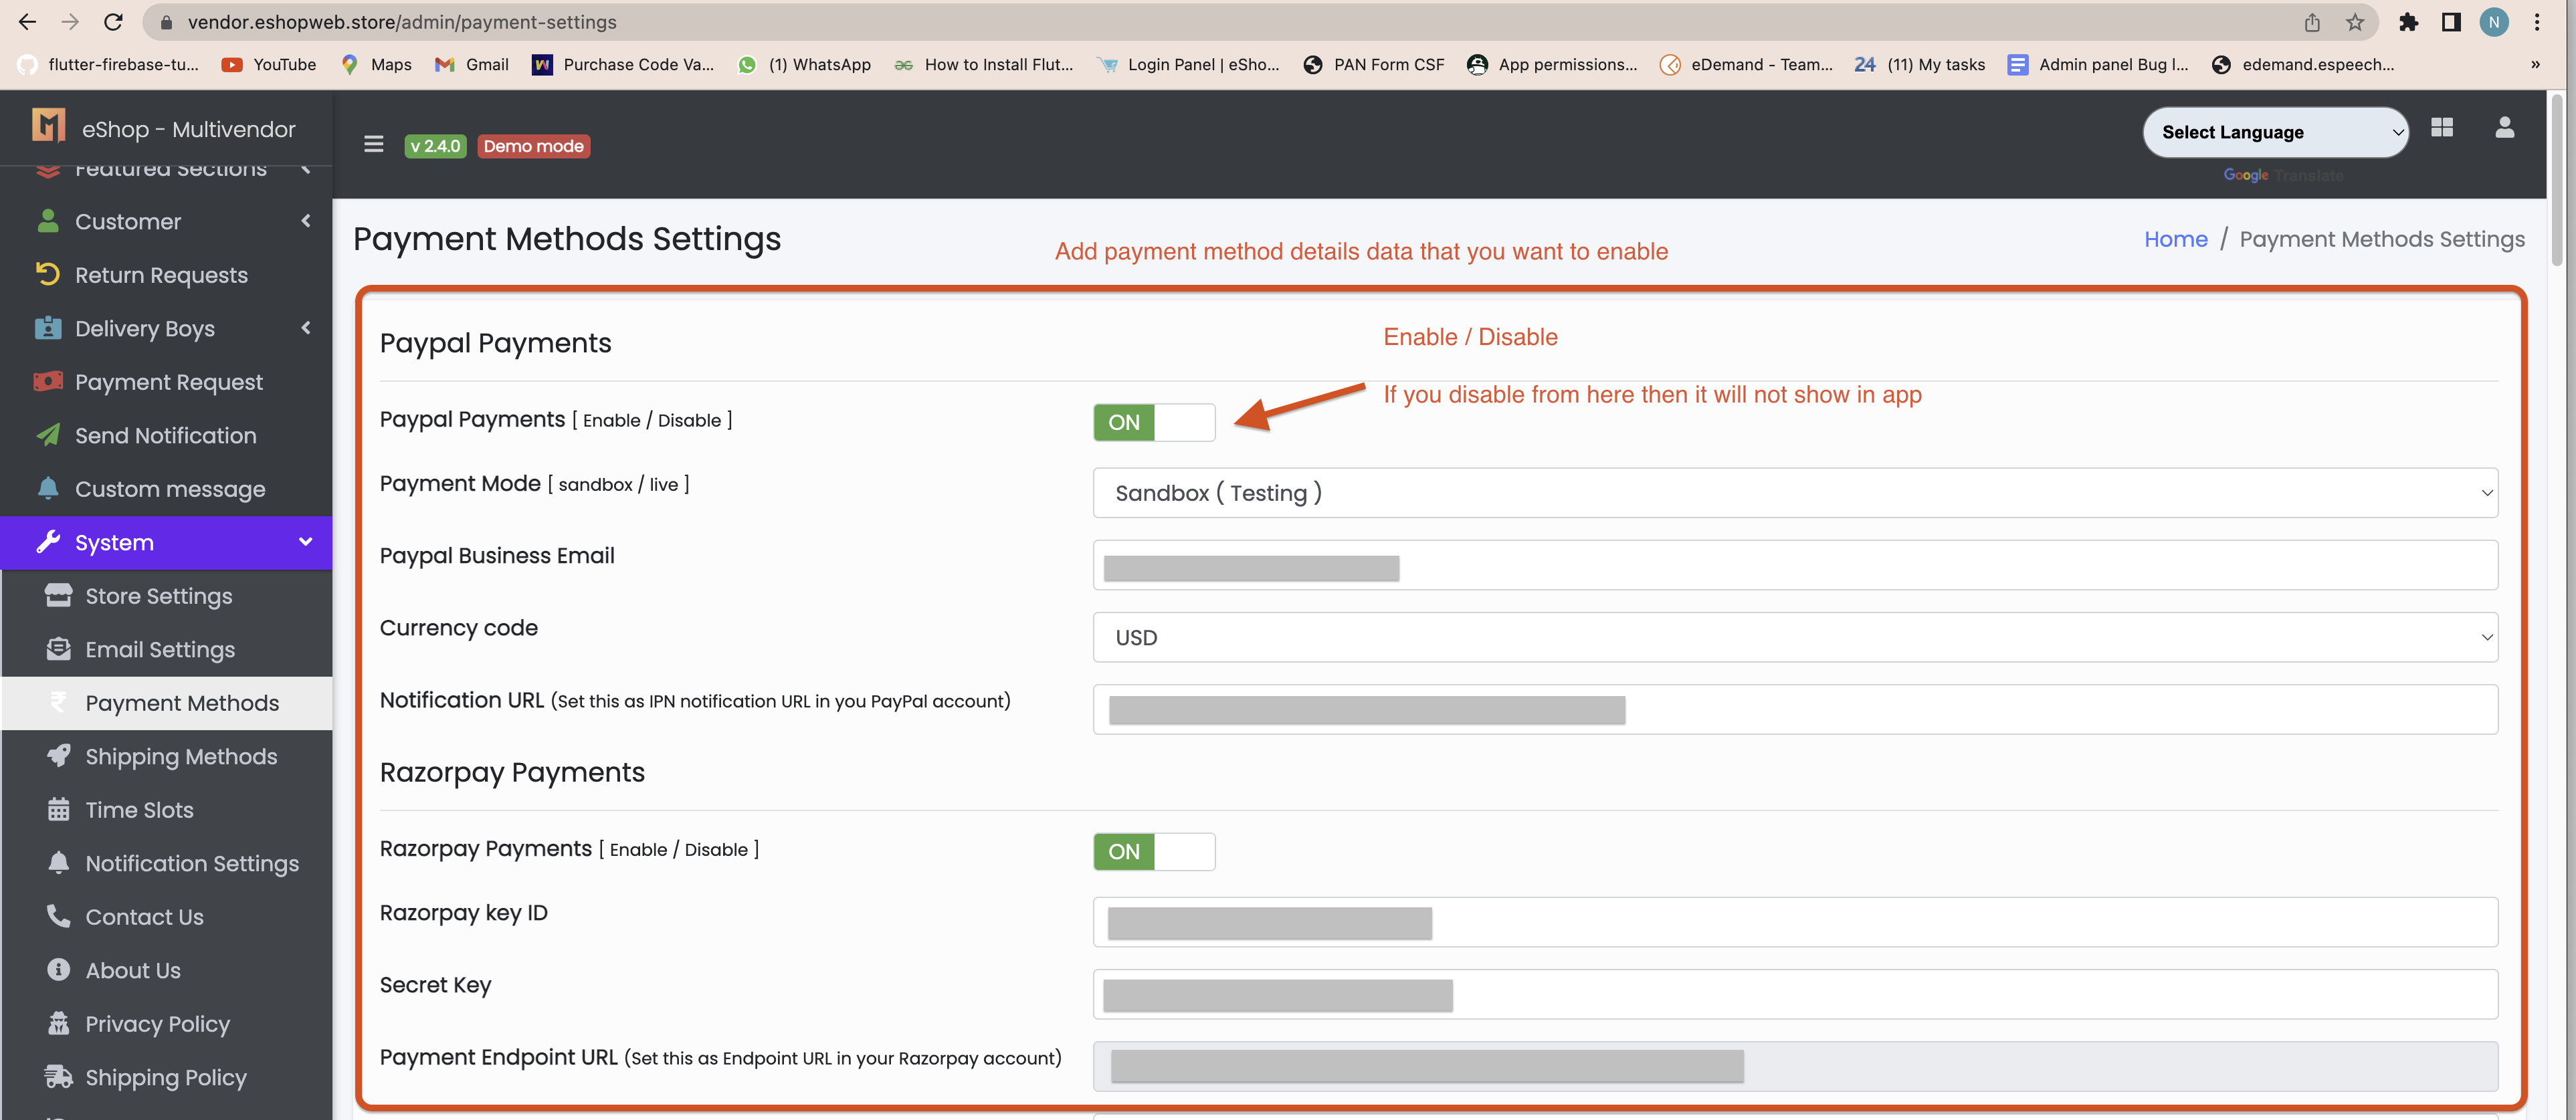 vendor.eshopweb.store/admin/payment-settings
N
flutter-firebase-tu...
YouTube
Maps
Gmail
Purchase Code Va...
(1) WhatsApp
How to Install Flut...
Login Panel | eSho...
PAN Form CSF
App permissions...
eDemand - Team...
24 (11) My tasks
Admin panel Bug l...
edemand.espeech...
»
eShop - Multivendor
v 2.4.0
Demo mode
Select Language
Google Translate
Featured Sections
Customer
Return Requests
Delivery Boys
Payment Request
Send Notification
Custom message
System
Store Settings
Email Settings
Payment Methods
Shipping Methods
Time Slots
Notification Settings
Contact Us
About Us
Privacy Policy
Shipping Policy
Payment Methods Settings
Add payment method details data that you want to enable
Home / Payment Methods Settings
Paypal Payments
Enable / Disable
If you disable from here then it will not show in app
Paypal Payments [ Enable / Disable ]
ON
Payment Mode [ sandbox / live ]
Sandbox ( Testing )
Paypal Business Email
Currency code
USD
Notification URL (Set this as IPN notification URL in you PayPal account)
Razorpay Payments
Razorpay Payments [ Enable / Disable ]
ON
Razorpay key ID
Secret Key
Payment Endpoint URL (Set this as Endpoint URL in your Razorpay account)